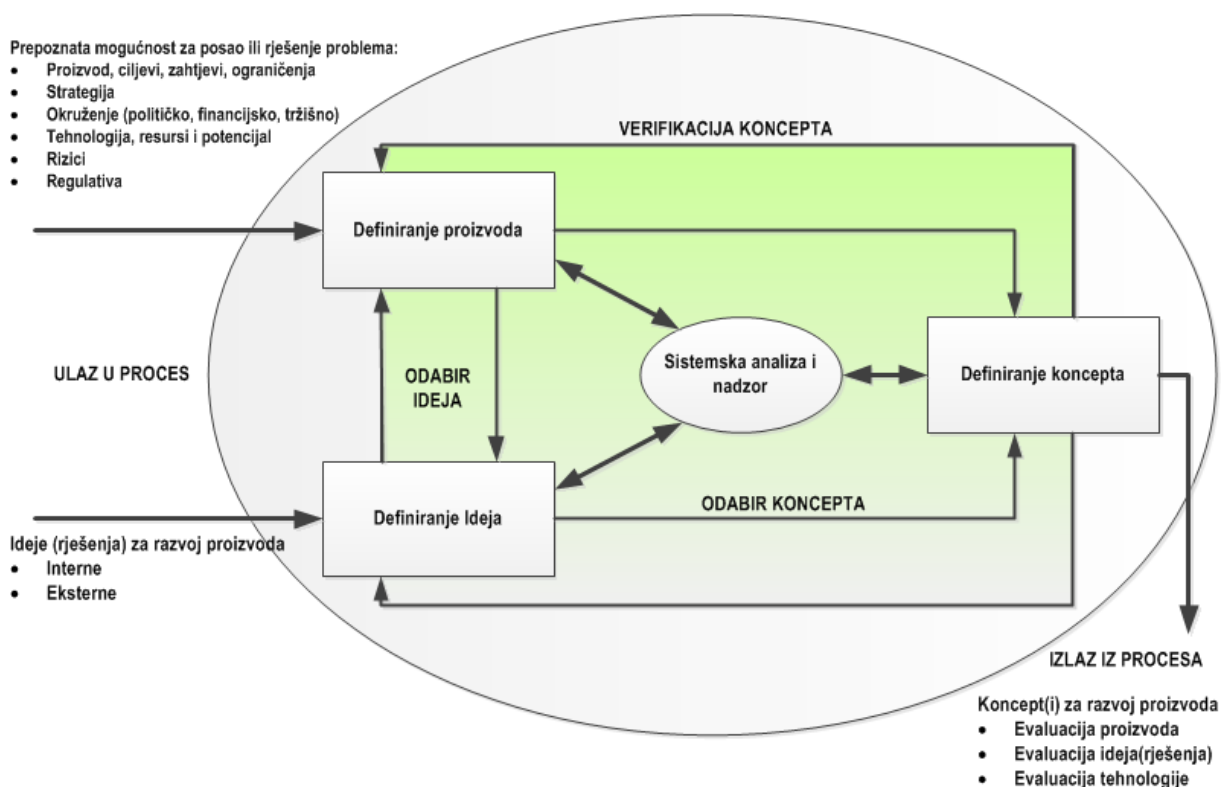 Prepoznata mogućnost za posao ili rješenje problema:
• Proizvod, ciljevi, zahtjevi, ograničenja
• Strategija
• Okruženje (političko, financijsko, tržišno)
• Tehnologija, resursi i potencijal
• Rizici
• Regulativa
VERIFIKACIJA KONCEPTA
Definiranje proizvoda
ULAZ U PROCES
ODABIR
IDEJA
Sistemska analiza i
nadzor
Definiranje koncepta
Definiranje Ideja
ODABIR KONCEPTA
Ideje (rješenja) za razvoj proizvoda
• Interne
• Eksterne
IZLAZ IZ PROCESA
Koncept(i) za razvoj proizvoda
• Evaluacija proizvoda
• Evaluacija ideja(rješenja)
• Evaluacija tehnologije